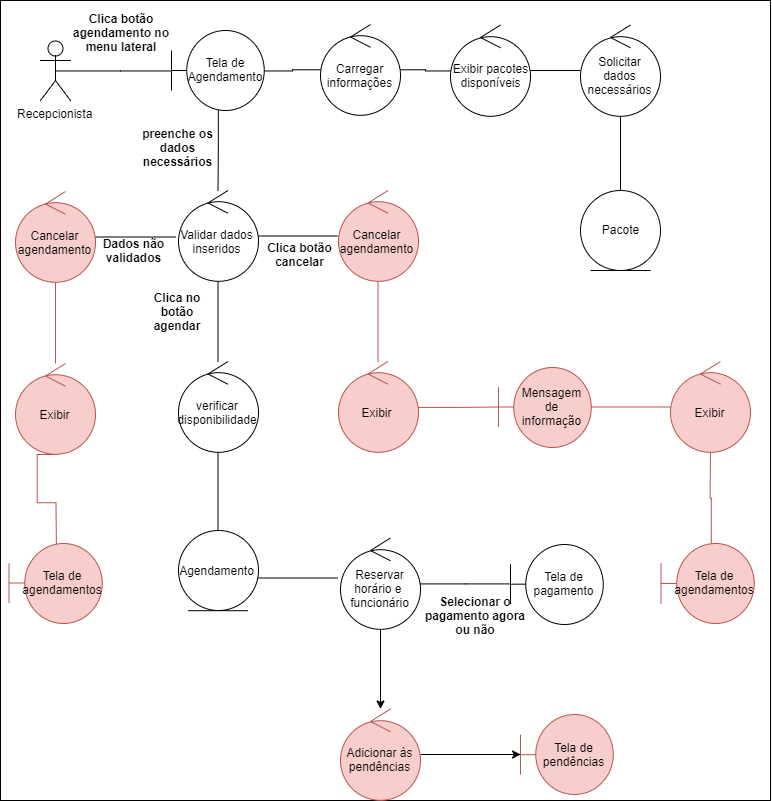 Clica botão
agendamento no
menu lateral
Recepcionista
Tela de
Agendamento
Carregar
informações
Exibir pacotes
disponíveis
Solicitar
dados
necessários
preenche os
dados
necessários
Cancelar
agendamento
Dados não
validados
Validar dados
inseridos
Clica botão
cancelar
Cancelar
agendamento
Pacote
Clica no
botão
agendar
Exibir
verificar
disponibilidade
Exibir
Mensagem
de
informação
Exibir
Tela de
agendamentos
Agendamento
Reservar
horário e
funcionário
Selecionar o
pagamento agora
ou não
Tela de
pagamento
Tela de
agendamentos
Adicionar às
pendências
Tela de
pendências